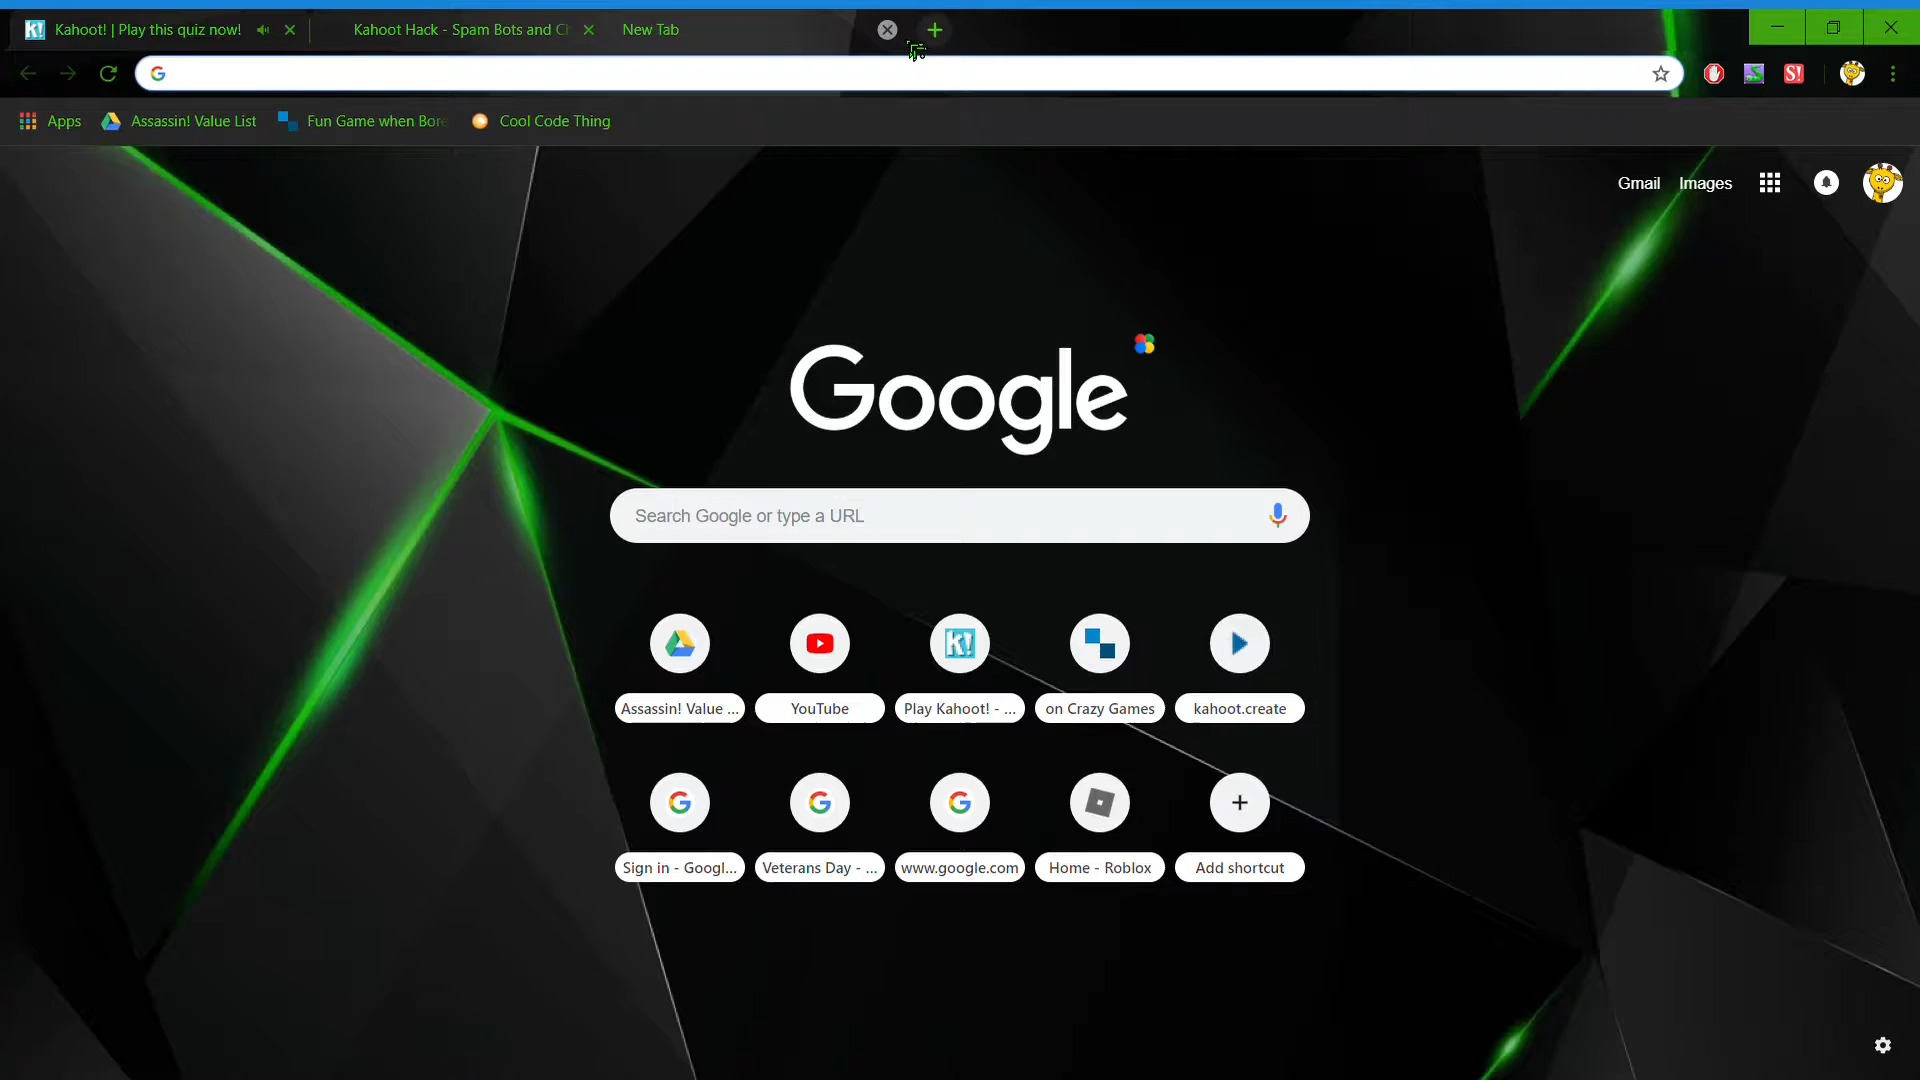 Kahoot! | Play this quiz now!
Kahoot Hack - Spam Bots and Ch
New Tab
Apps
Assassin! Value List
Fun Game when Bore
Cool Code Thing
Gmail
Images
Google
Search Google or type a URL
Assassin! Value ...
YouTube
Play Kahoot! - ...
on Crazy Games
kahoot.create
Sign in - Googl...
Veterans Day - ...
www.google.com
Home - Roblox
Add shortcut